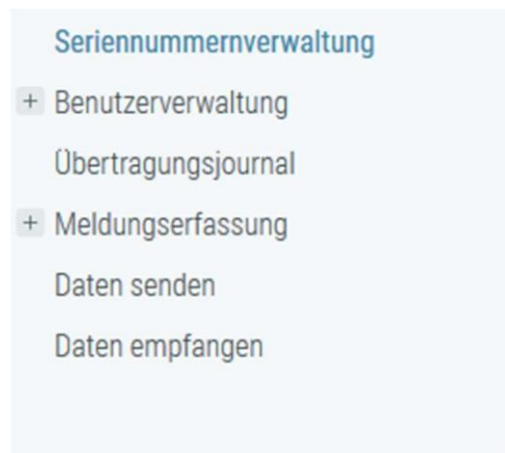 Seriennummernverwaltung
+ Benutzerverwaltung
Übertragungsjournal
+ Meldungserfassung
Daten senden
Daten empfangen